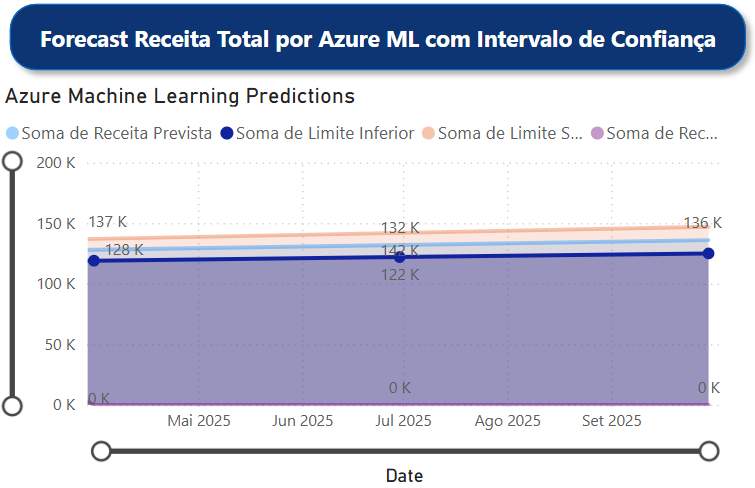 Forecast Receita Total por Azure ML com Intervalo de Confiança
Azure Machine Learning Predictions
Soma de Receita Prevista Soma de Limite Inferior Soma de Limite S... Soma de Rec...
200 K
150 K
137 K
132 K
136 K
128 K
142 K
122 K
100 K
50 K
0 K
0 K
0 K
0 K
Mai 2025 Jun 2025 Jul 2025 Ago 2025 Set 2025
Date